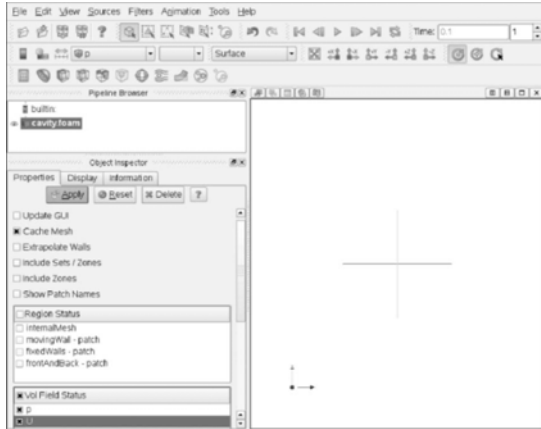 File Edit View Sources Filters Animation Tools Help
Time: 0.1 1
p Surface
Pipeline Browser
builtin:
cavity.foam
Object Inspector
Properties Display Information
Apply Reset Delete ?
Update GUI
Cache Mesh
Extrapolate Walls
Include Sets / Zones
Include Zones
Show Patch Names
Region Status
internalMesh
movingWall - patch
fixedWalls - patch
frontAndBack - patch
Vol Field Status
p
U